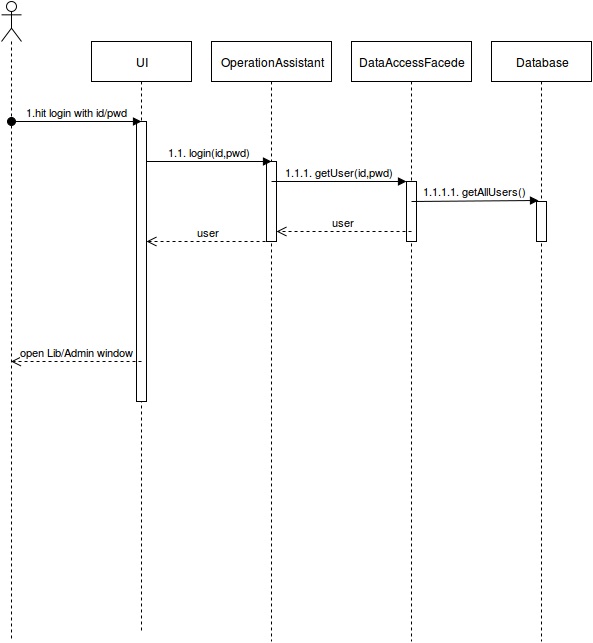 UI
OperationAssistant
DataAccessFacede
Database
1.hit login with id/pwd
1.1. login(id,pwd)
1.1.1. getUser(id,pwd)
1.1.1.1. getAllUsers()
user
user
open Lib/Admin window